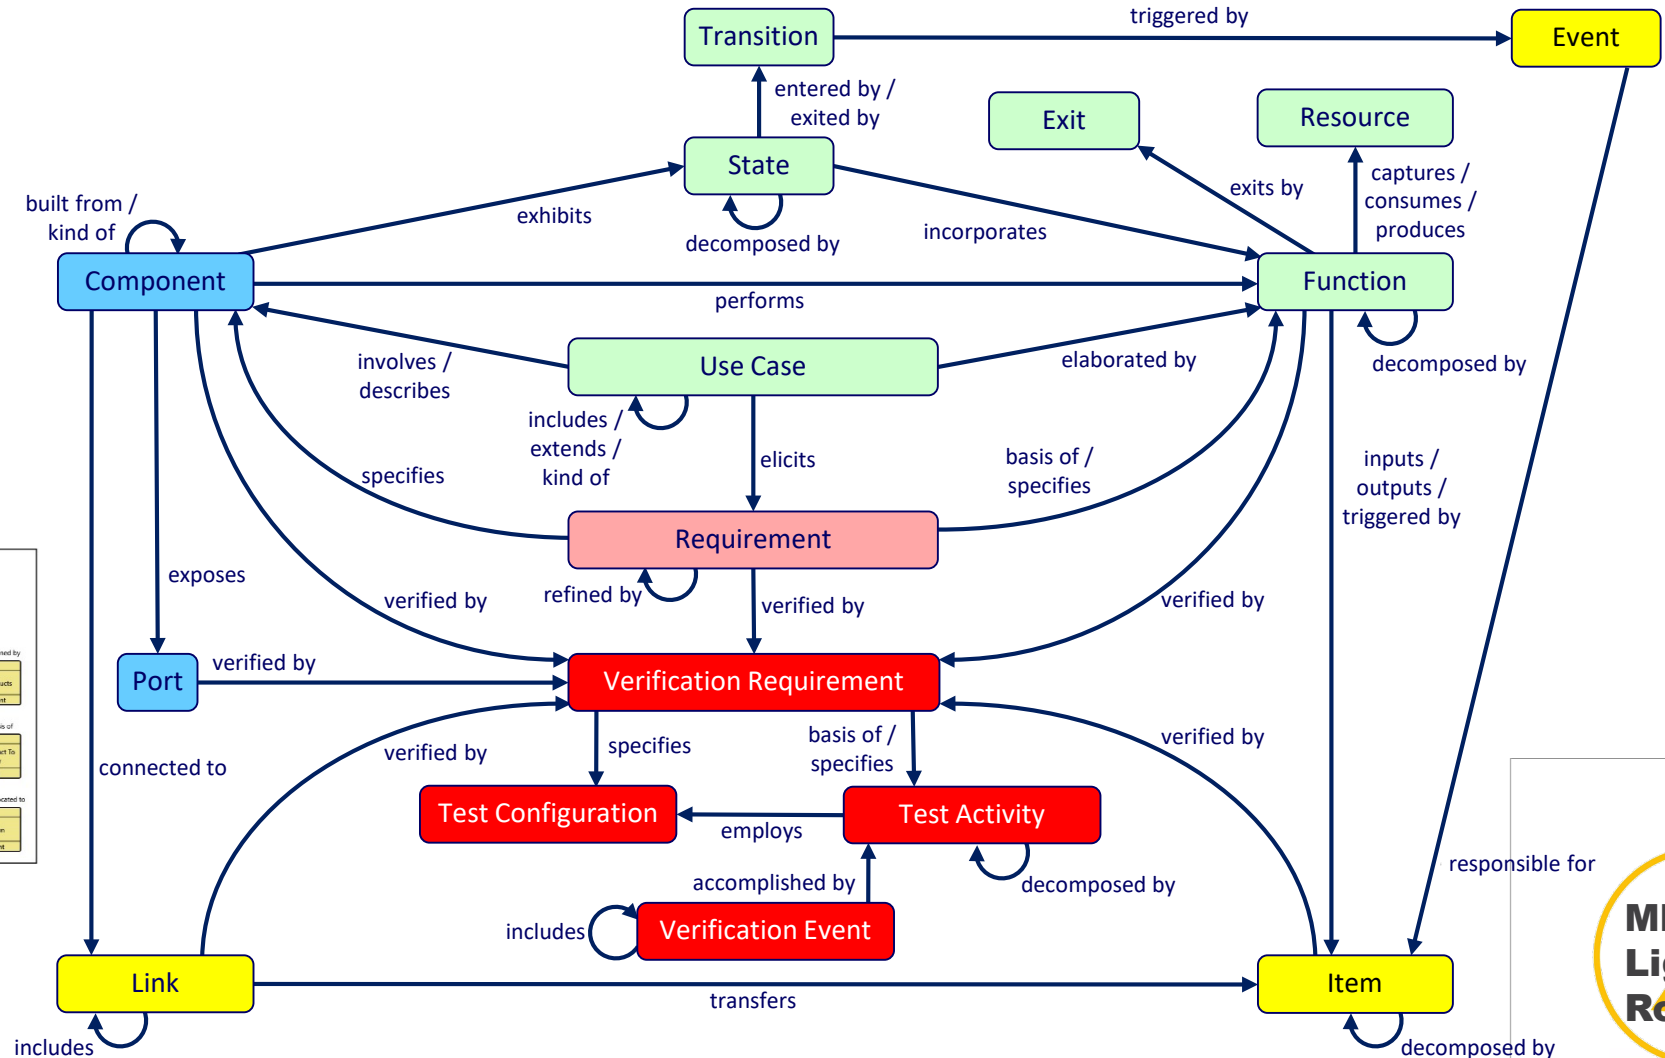 triggered by
Transition
Event
entered by /
exited by
Exit
Resource
State
captures /
consumes /
produces
exits by
built from /
kind of
exhibits
decomposed by
incorporates
Component
Function
performs
involves /
describes
Use Case
elaborated by
decomposed by
includes /
extends /
kind of
elicits
basis of /
specifies
inputs /
outputs /
triggered by
specifies
Requirement
exposes
refined by
verified by
verified by
verified by
Port
verified by
Verification Requirement
verified by
specifies
basis of /
specifies
verified by
connected to
Test Configuration
employs
Test Activity
accomplished by
decomposed by
responsible for
includes
Verification Event
Link
transfers
Item
includes
decomposed by